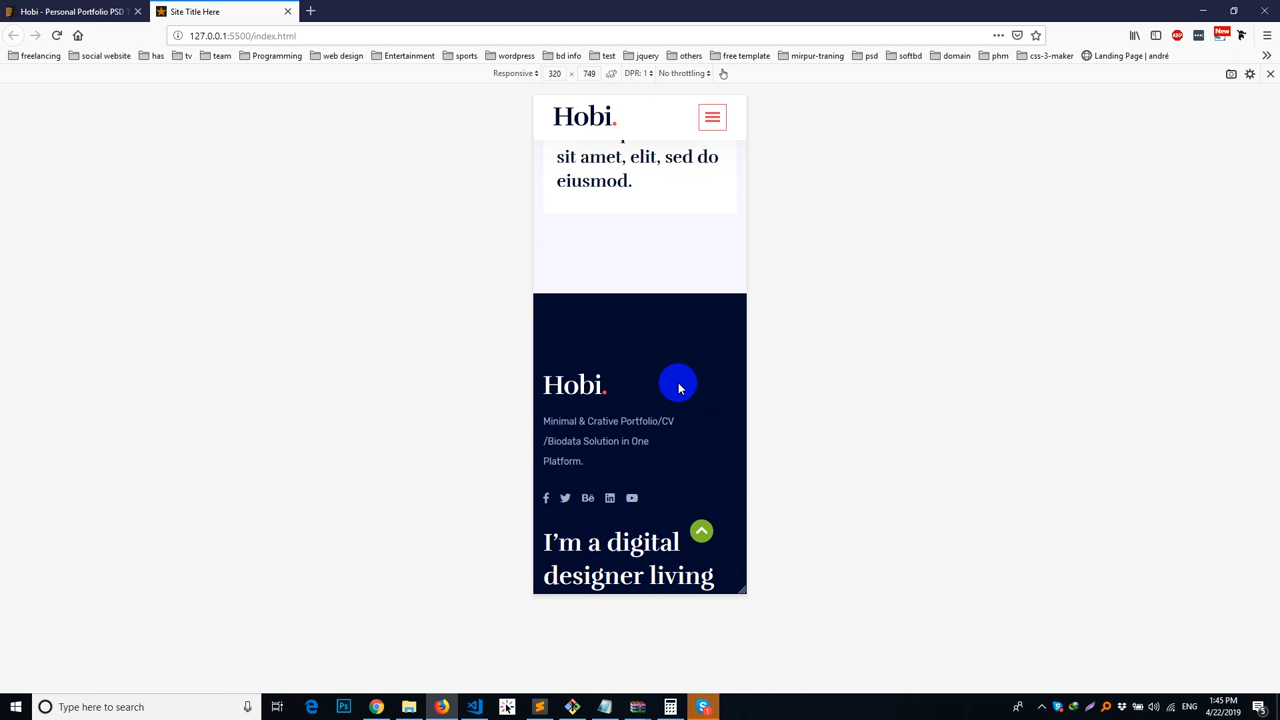 Hobi - Personal Portfolio PSD T
Site Title Here
127.0.0.1:5500/index.html
New
ABP
freelancing
social website
has
tv
team
Programming
web design
Entertainment
sports
wordpress
bd info
test
jquery
others
free template
mirpur-traning
psd
softbd
domain
phm
css-3-maker
Landing Page | andré
Responsive
320 × 749
DPR: 1
No throttling
Hobi.
sit amet, elit, sed do
eiusmod.
Hobi.
Minimal & Crative Portfolio/CV
/Biodata Solution in One
Platform.
I'm a digital
designer living
Type here to search
ENG
1:45 PM
4/22/2019
5